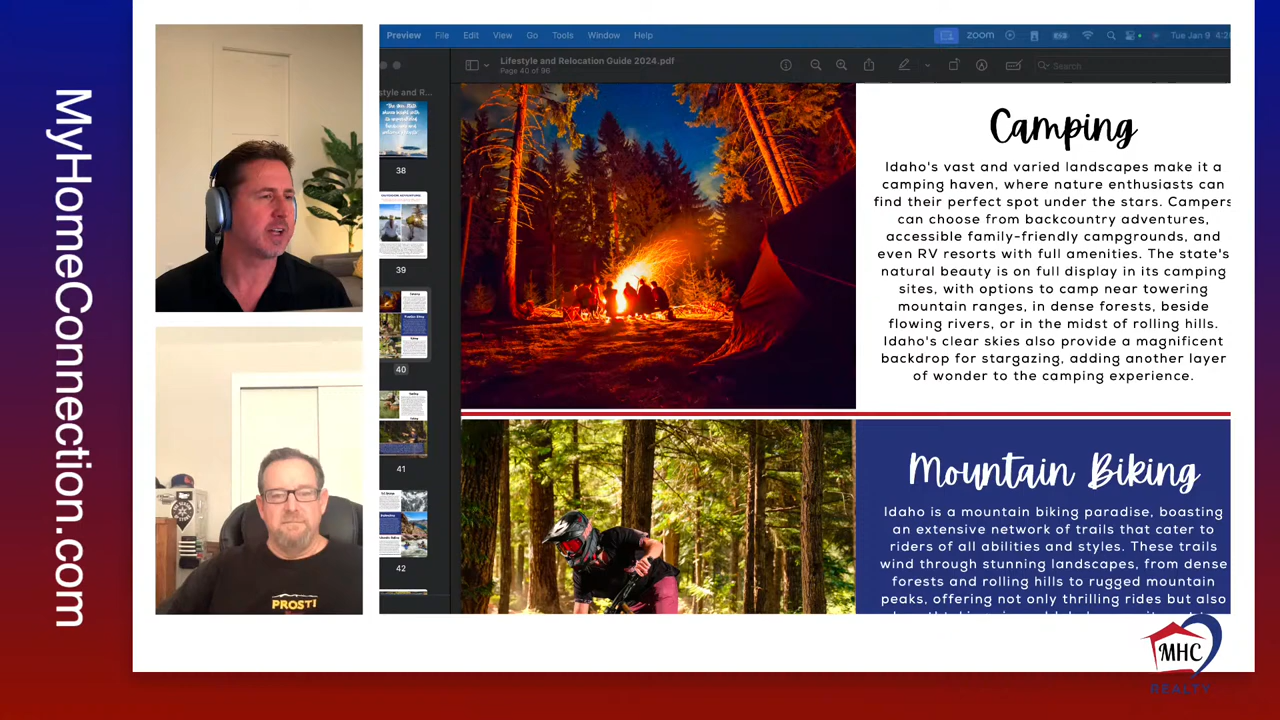 MyHomeConnection.com
Preview File Edit View Go Tools Window Help zoom Tue Jan 9
Lifestyle and Relocation Guide 2024.pdf
Page 40 of 96
Search
style and R...
38
39
40
41
42
Camping
Idaho's vast and varied landscapes make it a
camping haven, where nature enthusiasts can
find their perfect spot under the stars. Campers
can choose from backcountry adventures,
accessible family-friendly campgrounds, and
even RV resorts with full amenities. The state's
natural beauty is on full display in its camping
sites, with options to camp near towering
mountain ranges, in dense forests, beside
flowing rivers, or in the midst of rolling hills.
Idaho's clear skies also provide a magnificent
backdrop for stargazing, adding another layer
of wonder to the camping experience.
Mountain Biking
Idaho is a mountain biking paradise, boasting
an extensive network of trails that cater to
riders of all abilities and styles. These trails
wind through stunning landscapes, from dense
forests and rolling hills to rugged mountain
peaks, offering not only thrilling rides but also
PROST!
MHC
REALTY